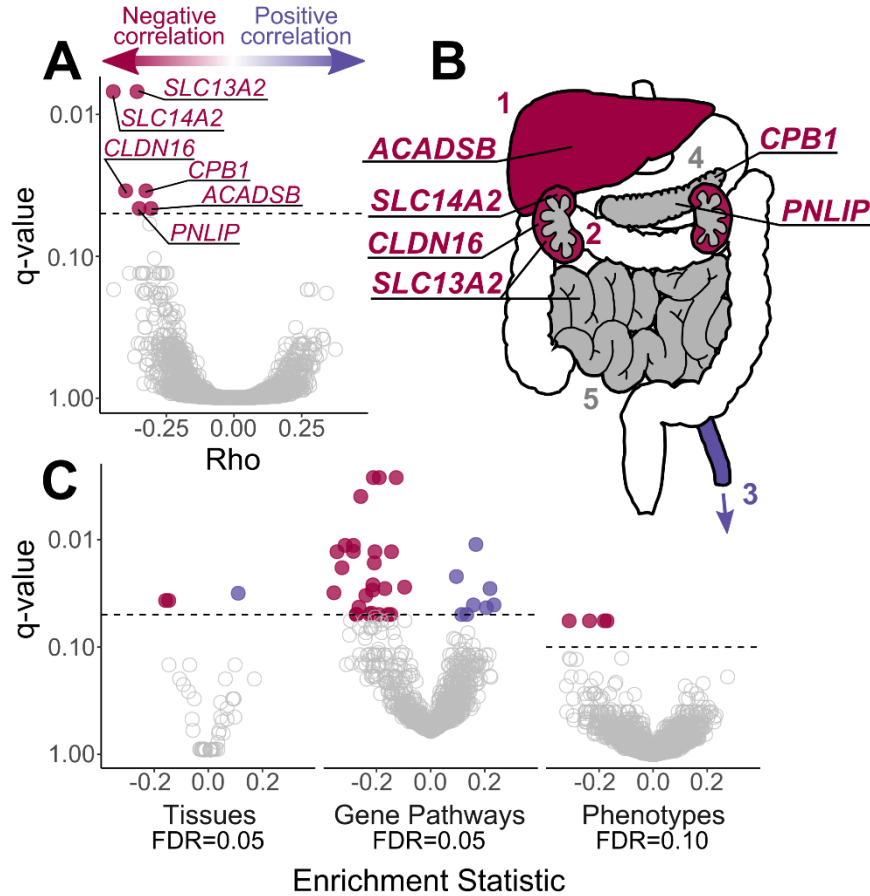 Negative correlation
Positive correlation
A
SLC13A2
SLC14A2
CLDN16
CPB1
ACADSB
PNLIP
0.01
0.10
1.00
q-value
-0.25
0.00
0.25
Rho
B
1
ACADSB
4
CPB1
SLC14A2
PNLIP
CLDN16
2
SLC13A2
5
3
C
q-value
0.01
0.10
1.00
-0.2
0.0
0.2
-0.2
0.0
0.2
-0.2
0.0
0.2
Tissues
FDR=0.05
Gene Pathways
FDR=0.05
Phenotypes
FDR=0.10
Enrichment Statistic